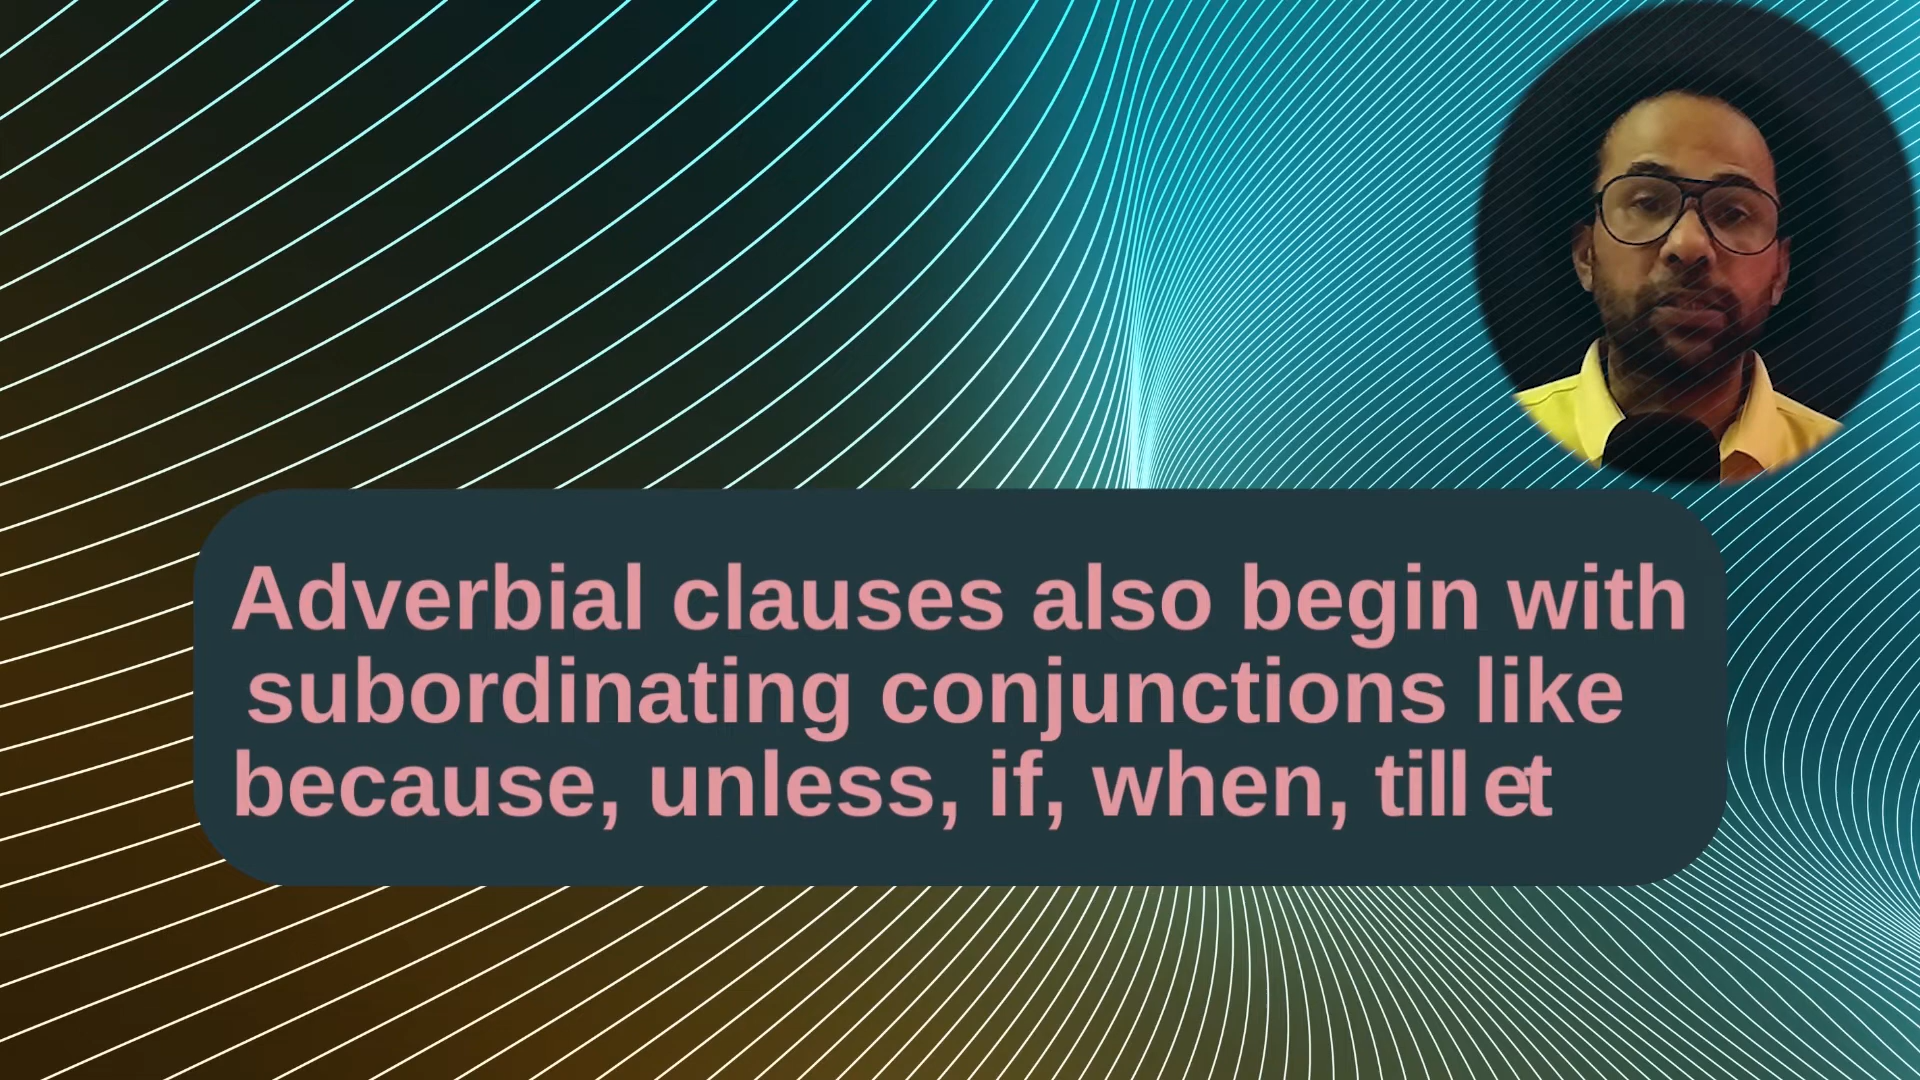 Adverbial clauses also begin with
subordinating conjunctions like
because, unless, if, when, till et